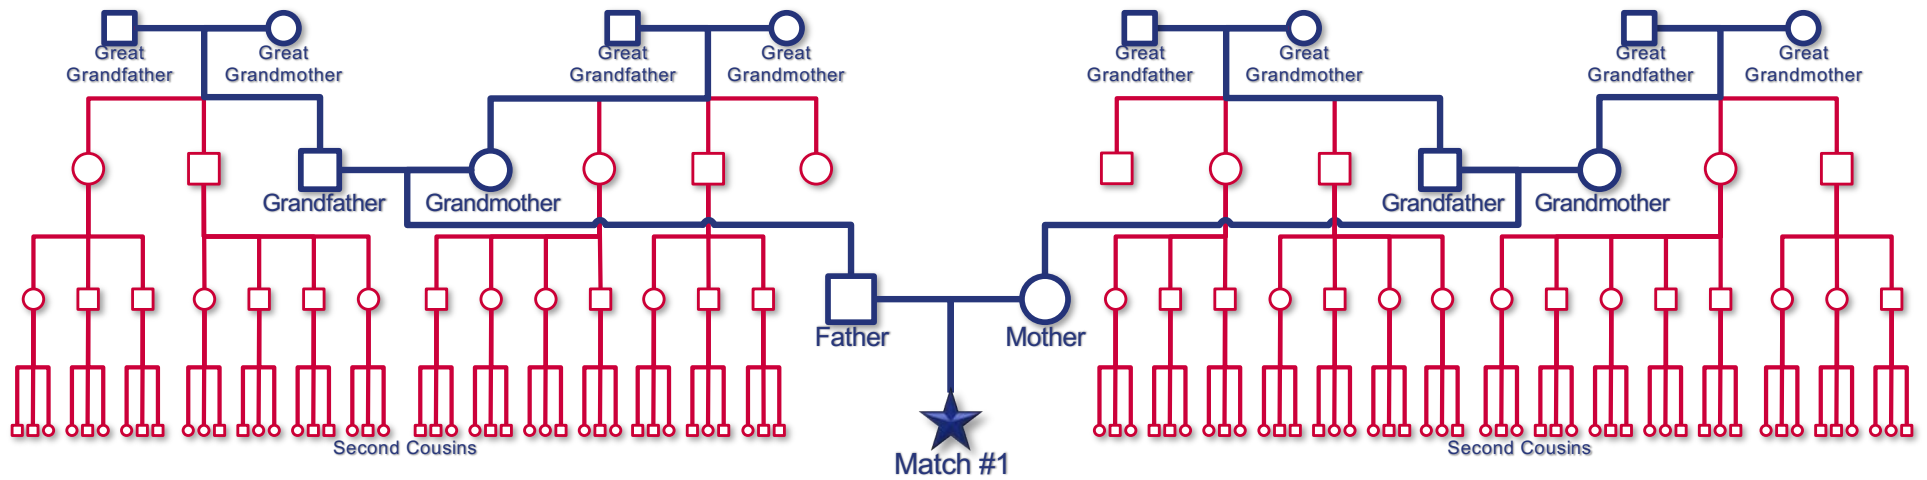 Great
Grandfather
Great
Grandmother
Great
Grandfather
Great
Grandmother
Great
Grandfather
Great
Grandmother
Great
Grandfather
Great
Grandmother
Grandfather
Grandmother
Grandfather
Grandmother
Father
Mother
Second Cousins
Second Cousins
Match #1